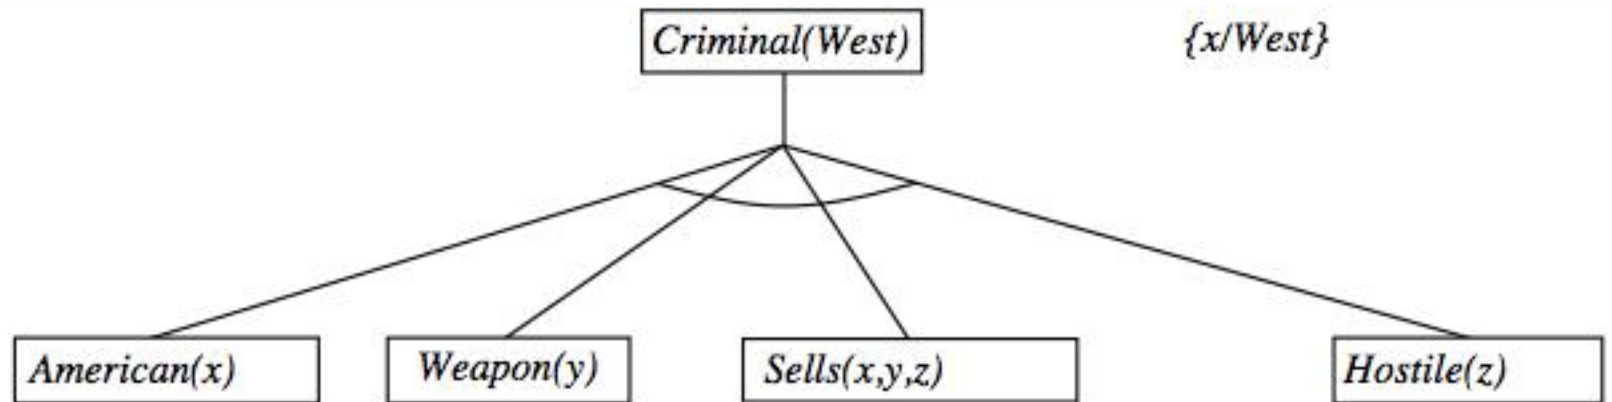 Criminal(West) {x/West}
American(x) Weapon(y) Sells(x,y,z) Hostile(z)